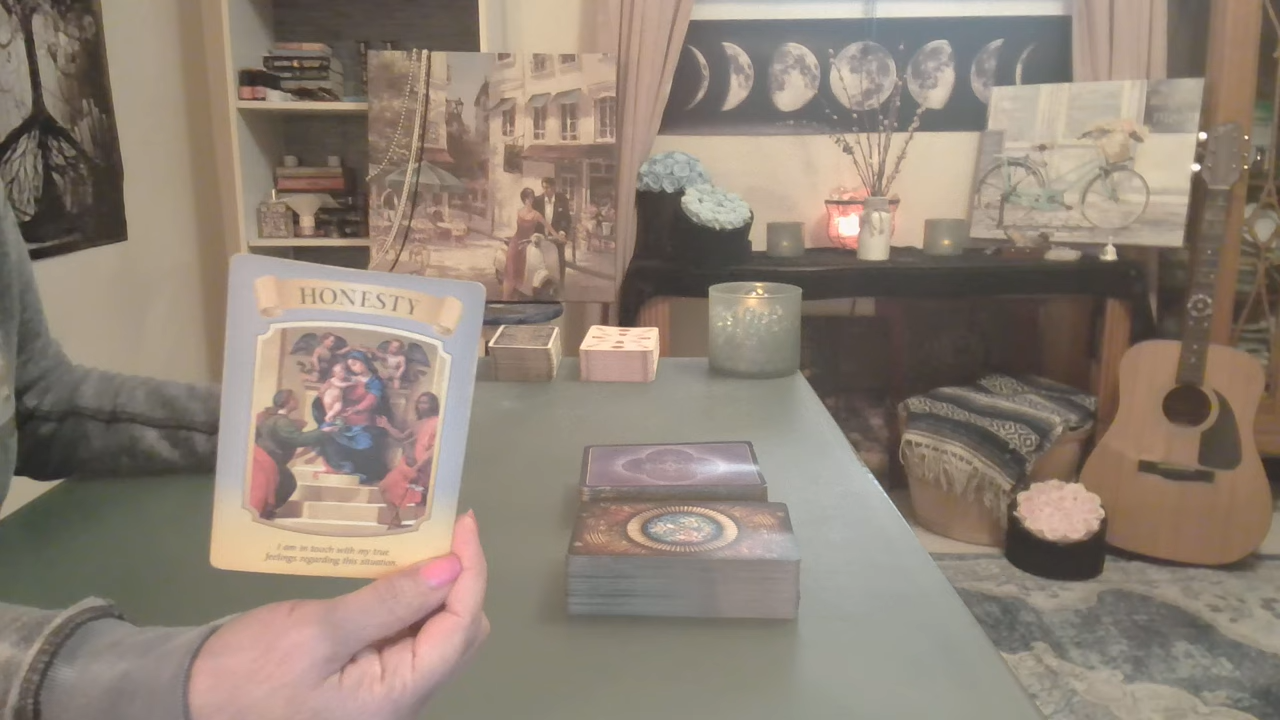 HONESTY
I am in touch with my true
feelings regarding this situation.